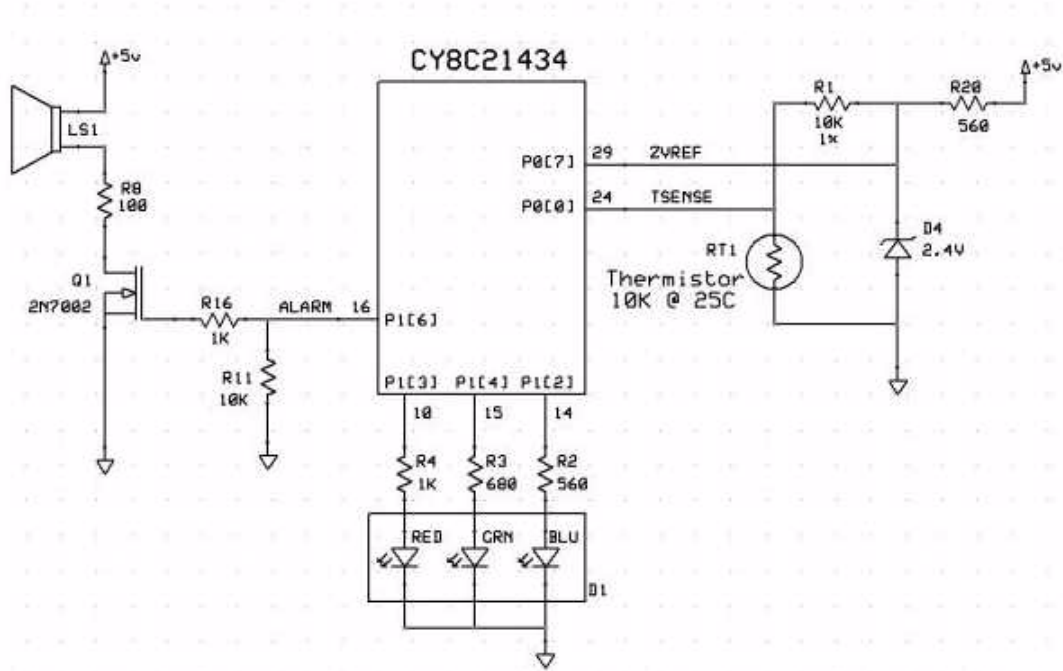 +5v
LS1
R8
100
Q1
2N7002
R16
1K
ALARM
16
R11
10K
CY8C21434
P0[7]
29
ZVREF
P0[0]
24
TSENSE
P1[6]
P1[3]
P1[4]
P1[2]
10
15
14
R4
1K
R3
680
R2
560
RED
GRN
BLU
D1
R1
10K
1%
R20
560
+5v
RT1
Thermistor
10K @ 25C
D4
2.4V